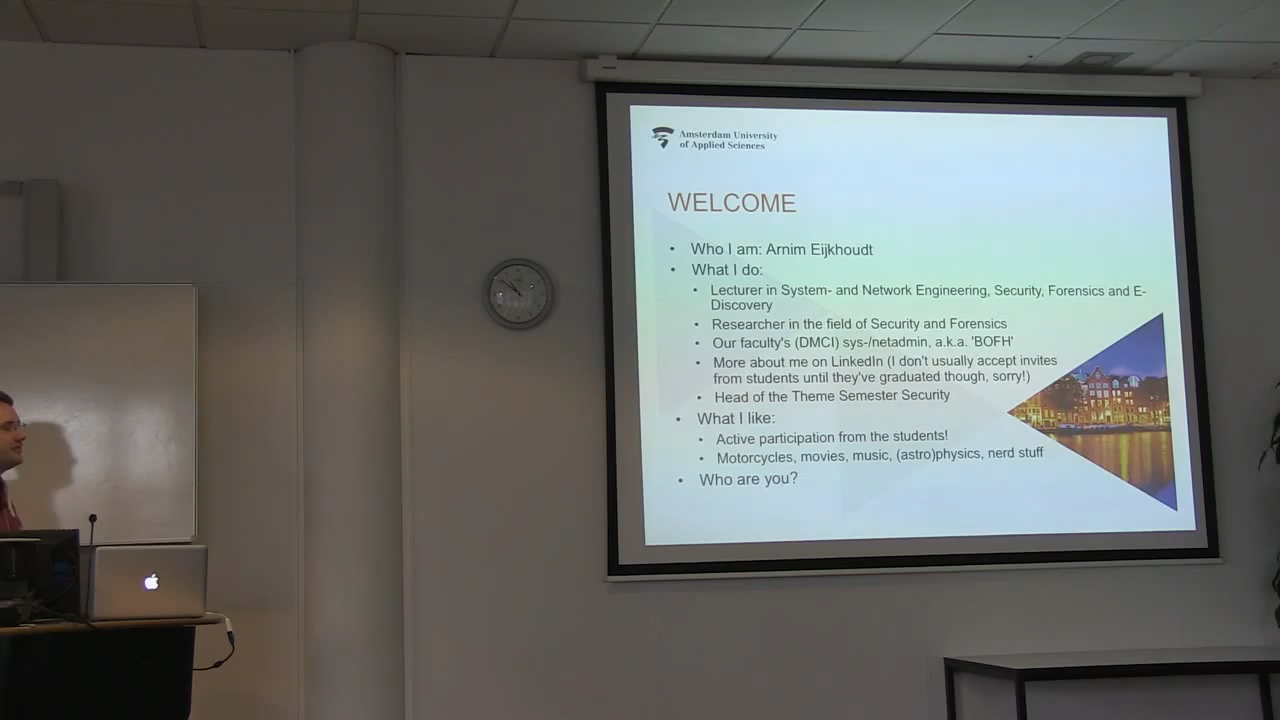 Amsterdam University
of Applied Sciences
WELCOME
• Who I am: Arnim Eijkhoudt
• What I do:
• Lecturer in System- and Network Engineering, Security, Forensics and E-
Discovery
• Researcher in the field of Security and Forensics
• Our faculty's (DMCI) sys-/netadmin, a.k.a. 'BOFH'
• More about me on LinkedIn (I don't usually accept invites
from students until they've graduated though, sorry!)
• Head of the Theme Semester Security
• What I like:
• Active participation from the students!
• Motorcycles, movies, music, (astro)physics, nerd stuff
• Who are you?